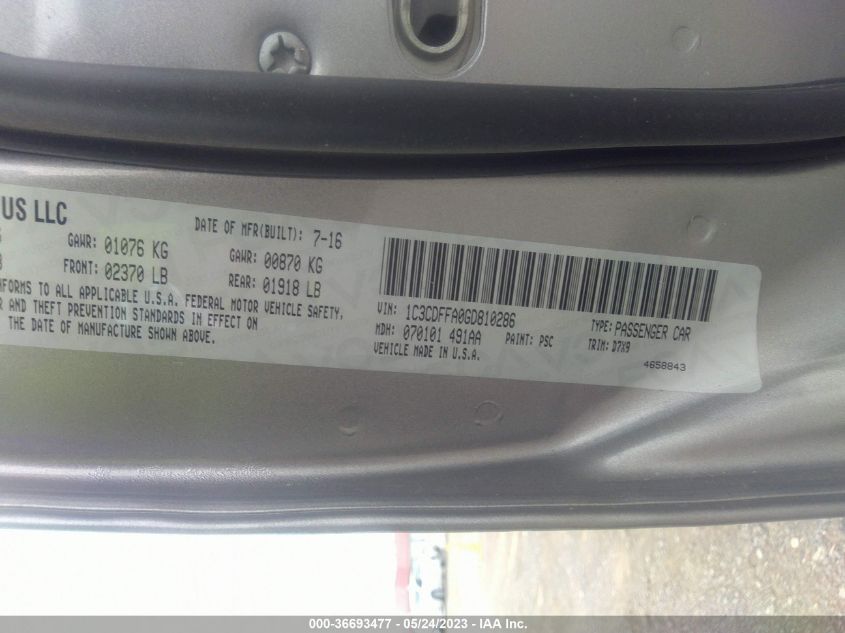 US LLC
DATE OF MFR(BUILT): 7-16
GAWR: 01076 KG
GAWR: 00870 KG
FRONT: 02370 LB
REAR: 01918 LB
TO ALL APPLICABLE U.S.A. FEDERAL MOTOR VEHICLE SAFETY,
AND THEFT PREVENTION STANDARDS IN EFFECT ON
THE DATE OF MANUFACTURE SHOWN ABOVE.
VIN: 1C3CDFFA0GD810286
TYPE: PASSENGER CAR
MDH: 070101 491AA
PAINT: PSC
TRIM: D7X9
VEHICLE MADE IN U.S.A.
4658843
000-36693477 — 05/24/2023 — IAA Inc.